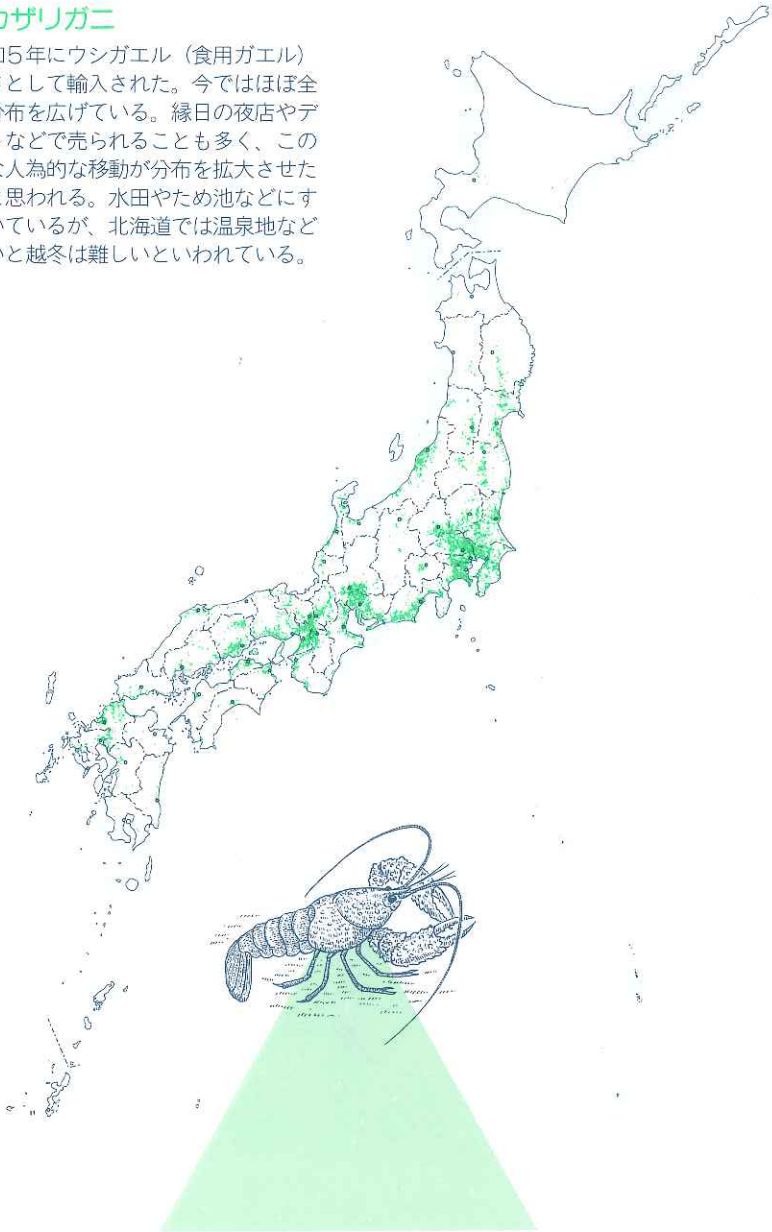 カザリガニ
5年にウシガエル（食用ガエル）
として輸入された。今ではほぼ全
分布を広げている。縁日の夜店やデ
などで売られることも多く、この
な人為的な移動が分布を拡大させた
思われる。水田やため池などにす
いているが、北海道では温泉地など
いと越冬は難しいといわれている。